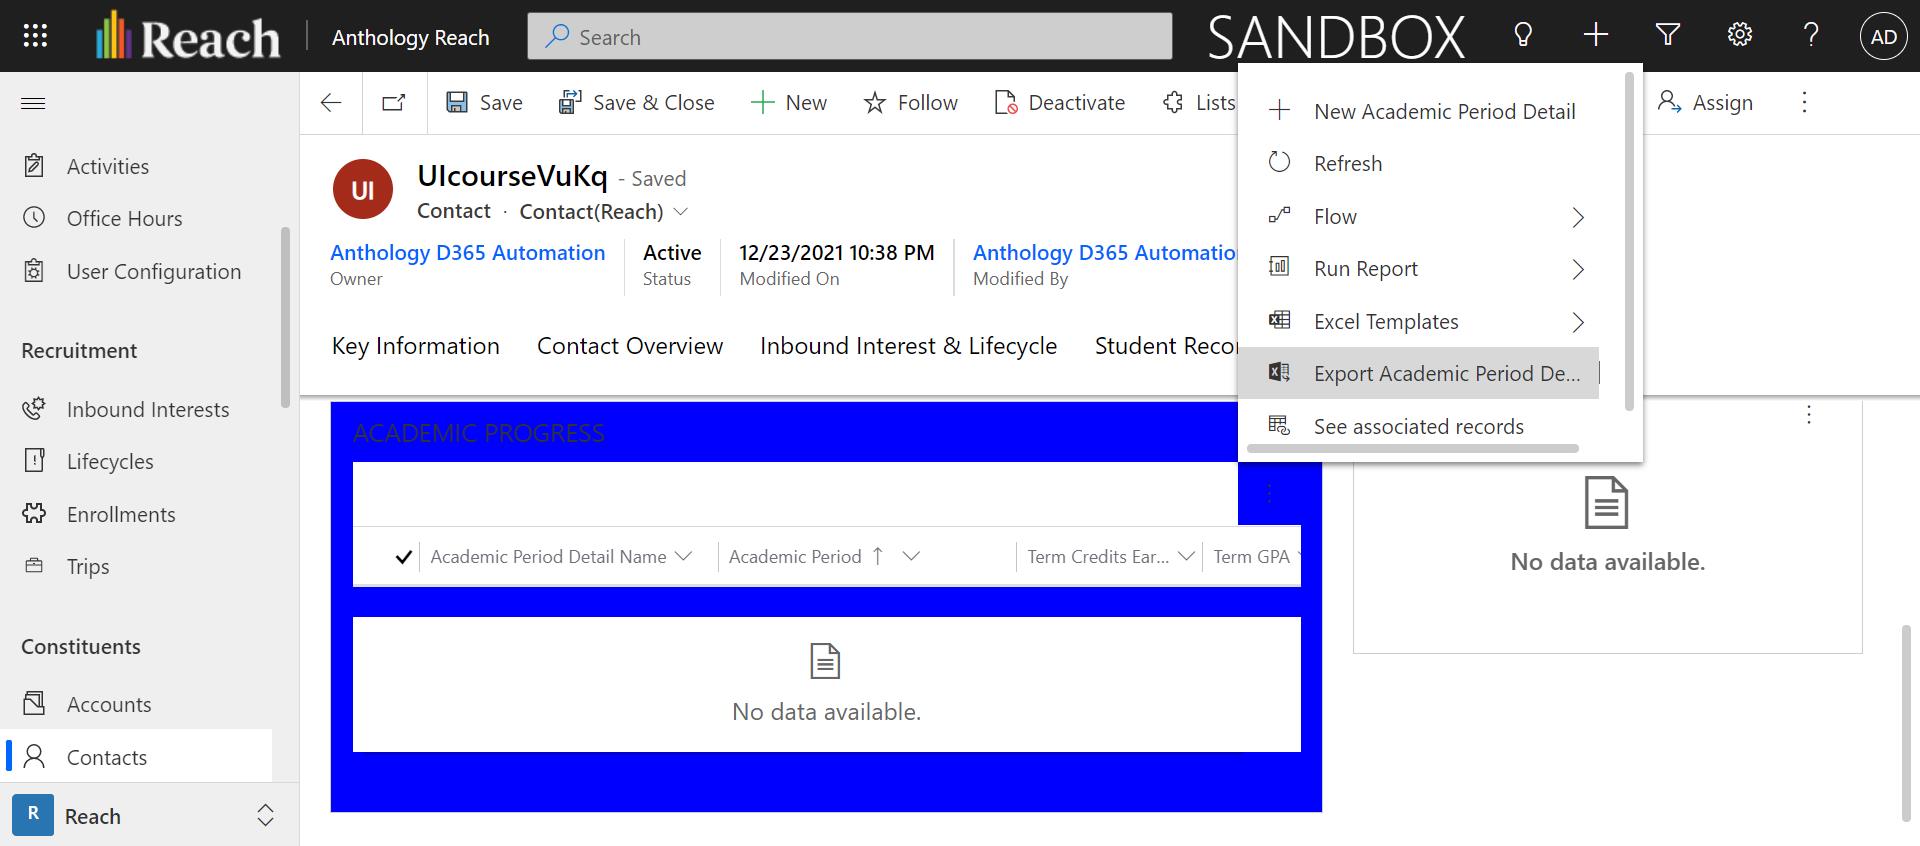 Reach
Anthology Reach
Search
SANDBOX
AD
Save
Save & Close
New
Follow
Deactivate
Lists
Assign
Activities
Office Hours
User Configuration
Recruitment
Inbound Interests
Lifecycles
Enrollments
Trips
Constituents
Accounts
Contacts
R
Reach
UI
UIcourseVuKq - Saved
Contact · Contact(Reach)
Anthology D365 Automation
Owner
Active
Status
12/23/2021 10:38 PM
Modified On
Anthology D365 Automatio
Modified By
Key Information
Contact Overview
Inbound Interest & Lifecycle
Student Reco
New Academic Period Detail
Refresh
Flow
Run Report
Excel Templates
Export Academic Period De...
See associated records
ACADEMIC PROGRESS
Academic Period Detail Name
Academic Period
Term Credits Ear...
Term GPA
No data available.
No data available.